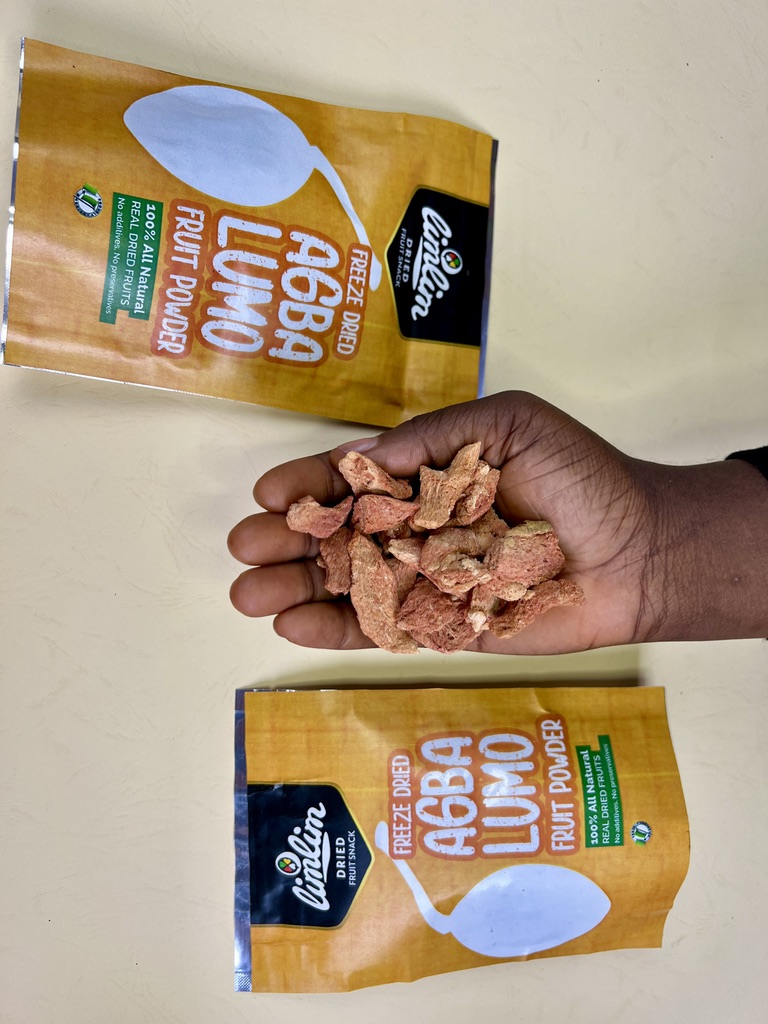 limlim
DRIED
FRUIT SNACK
FREEZE DRIED
AGBA
LUMO
FRUIT POWDER
100% All Natural
REAL DRIED FRUITS
No additives, No preservatives
limlim
DRIED
FRUIT SNACK
FREEZE DRIED
AGBA
LUMO
FRUIT POWDER
100% All Natural
REAL DRIED FRUITS
No additives, No preservatives